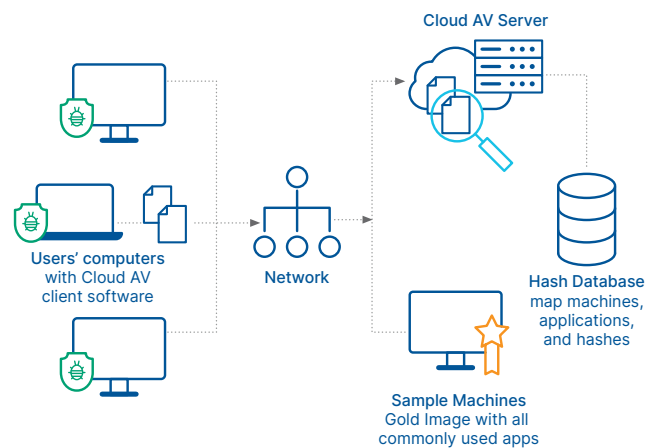 Cloud AV Server
Users’ computers
with Cloud AV
client software
Network
Hash Database
map machines,
applications,
and hashes
Sample Machines
Gold Image with all
commonly used apps